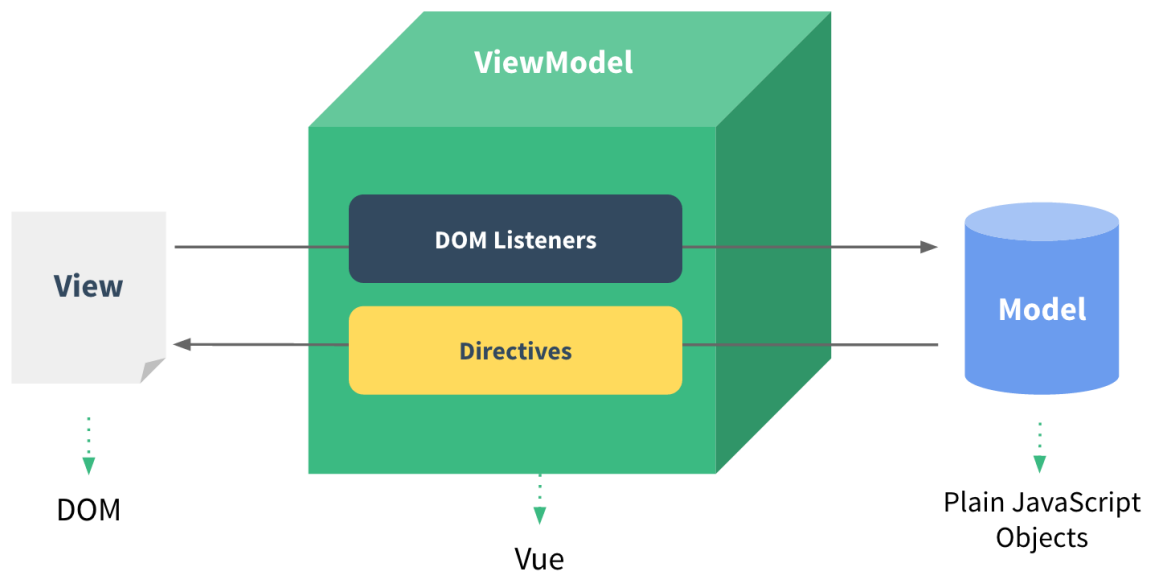 ViewModel
DOM Listeners
View
Directives
Model
DOM
Vue
Plain JavaScript
Objects